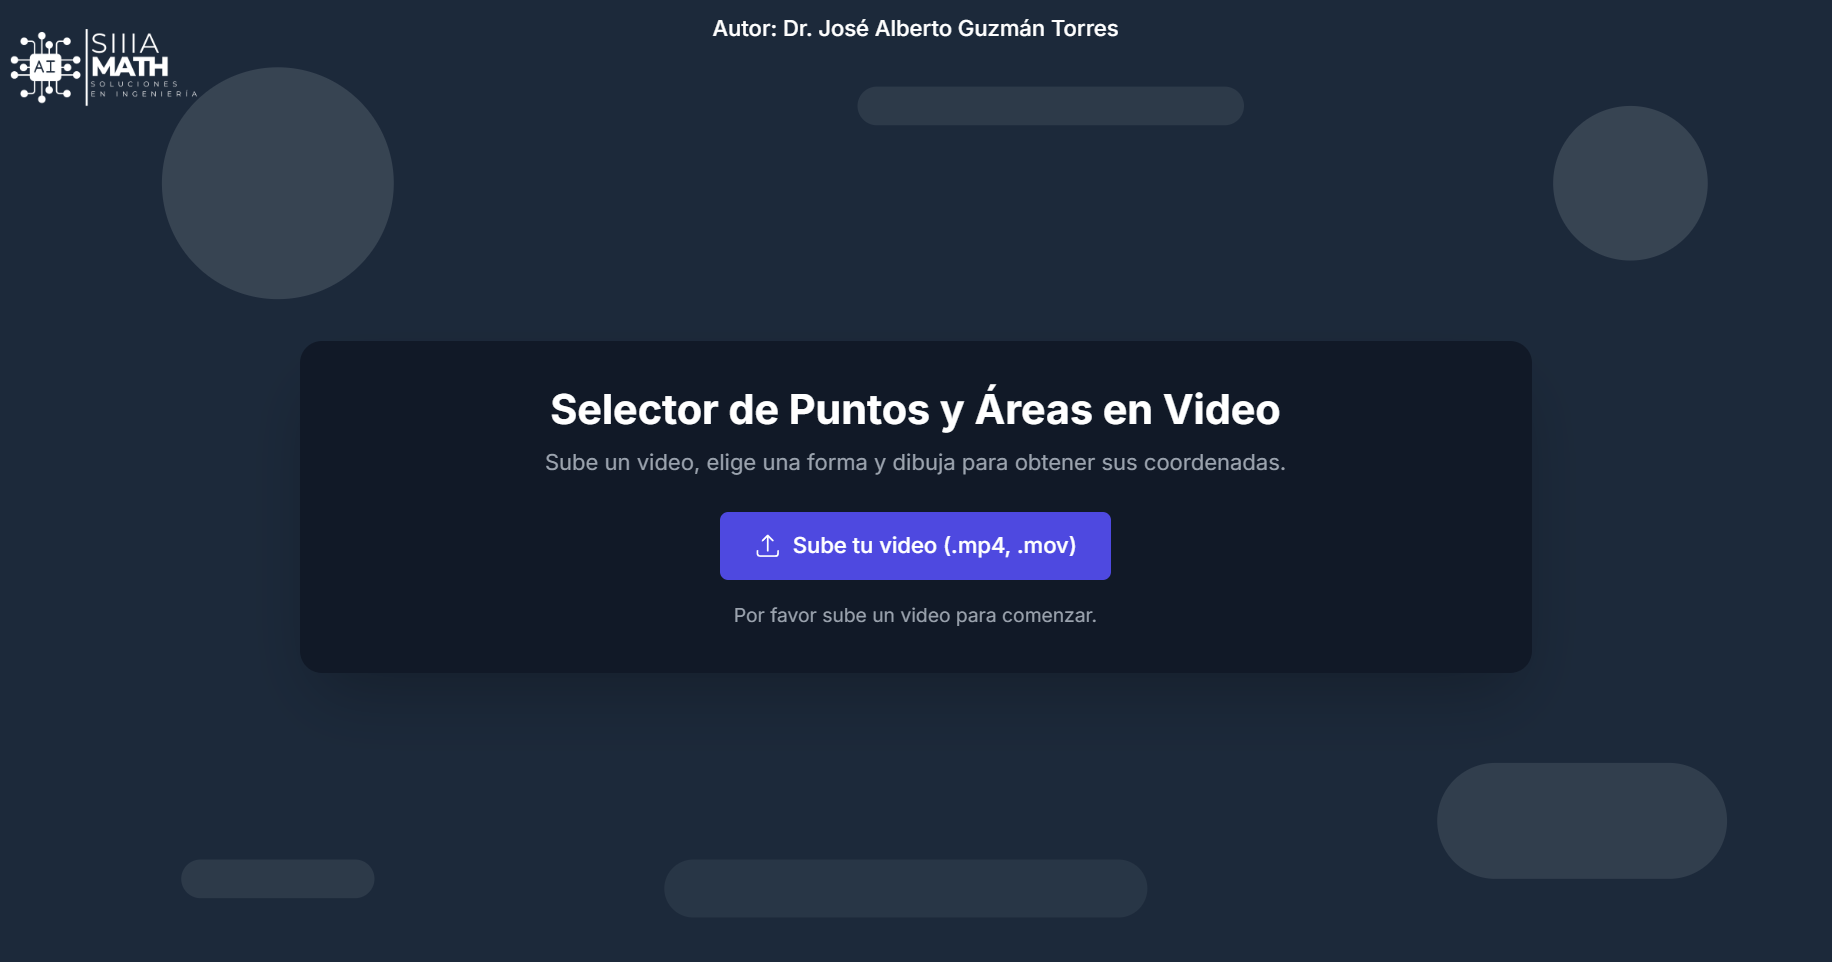 Autor: Dr. José Alberto Guzmán Torres
SIIIA
MATH
SOLUCIONES
EN INGENIERÍA
AI
Selector de Puntos y Áreas en Video
Sube un video, elige una forma y dibuja para obtener sus coordenadas.
Sube tu video (.mp4, .mov)
Por favor sube un video para comenzar.